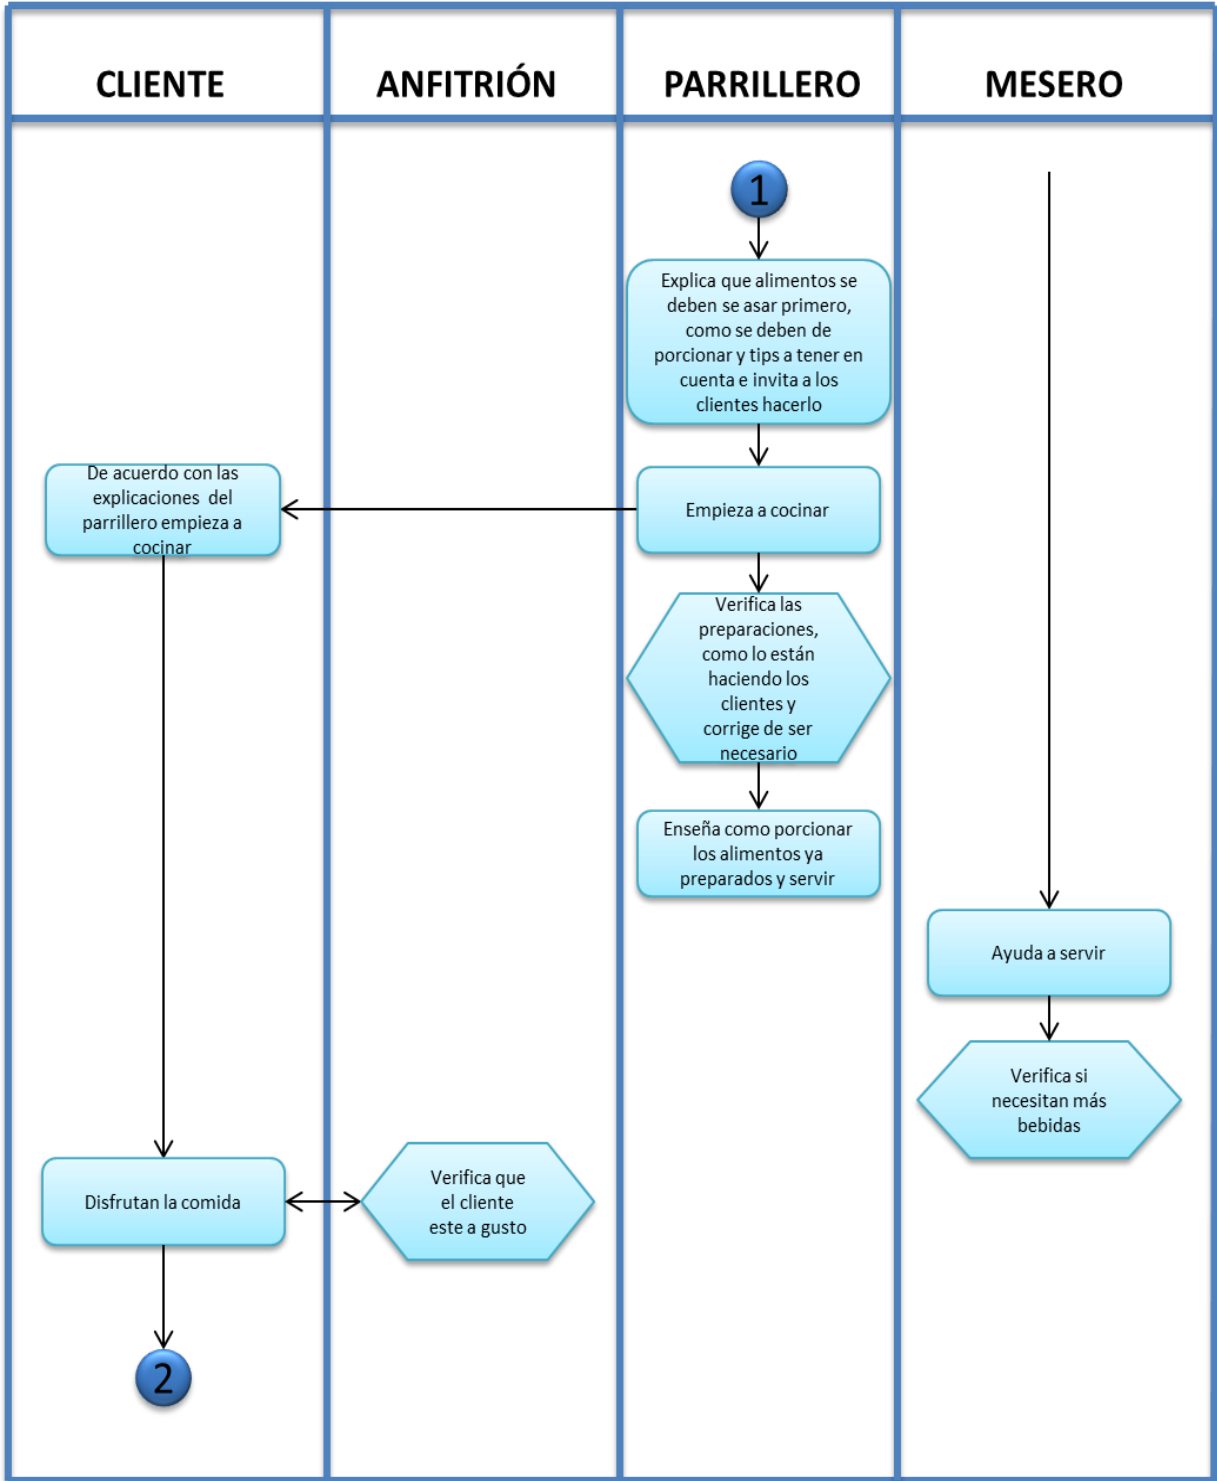 CLIENTE
ANFITRIÓN
PARRILLERO
MESERO
1
Explica que alimentos se
deben se asar primero,
como se deben de
porcionar y tips a tener en
cuenta e invita a los
clientes hacerlo
De acuerdo con las
explicaciones del
parrillero empieza a
cocinar
Empieza a cocinar
Verifica las
preparaciones,
como lo están
haciendo los
clientes y
corrige de ser
necesario
Enseña como porcionar
los alimentos ya
preparados y servir
Ayuda a servir
Verifica si
necesitan más
bebidas
Disfrutan la comida
Verifica que
el cliente
este a gusto
2